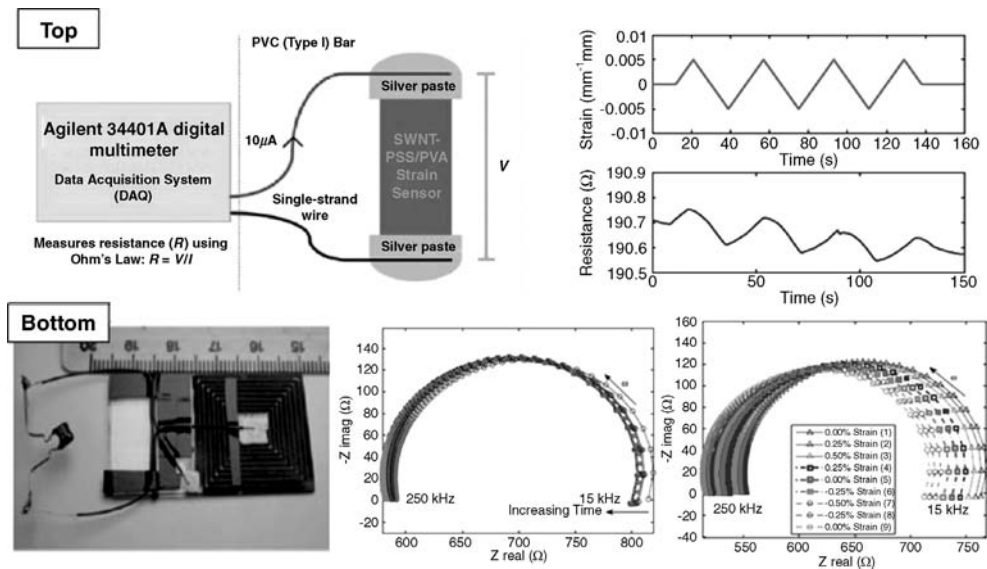 Top
PVC (Type I) Bar
Agilent 34401A digital
multimeter
Data Acquisition System
(DAQ)
10μA
Single-strand
wire
Measures resistance (R) using
Ohm's Law: R = V/I
Silver paste
SWNT-
PSS/PVA
Strain
Sensor
Silver paste
V
Strain (mm⁻¹mm)
0.01
0.005
0
-0.005
-0.01
0 20 40 60 80 100 120 140 160
Time (s)
Resistance (Ω)
190.9
190.8
190.7
190.6
190.5
0 50 100 150
Time (s)
Bottom
20 19 18 17 16 15
-Z imag (Ω)
140
120
100
80
60
40
20
0
-20
250 kHz
15 kHz
ω
Increasing Time
600 650 700 750 800
Z real (Ω)
-Z imag (Ω)
160
140
120
100
80
60
40
20
0
-20
-40
ω
0.00% Strain (1)
0.25% Strain (2)
0.50% Strain (3)
0.25% Strain (4)
0.00% Strain (5)
-0.25% Strain (6)
-0.50% Strain (7)
-0.25% Strain (8)
0.00% Strain (9)
250 kHz
15 kHz
550 600 650 700 750
Z real (Ω)